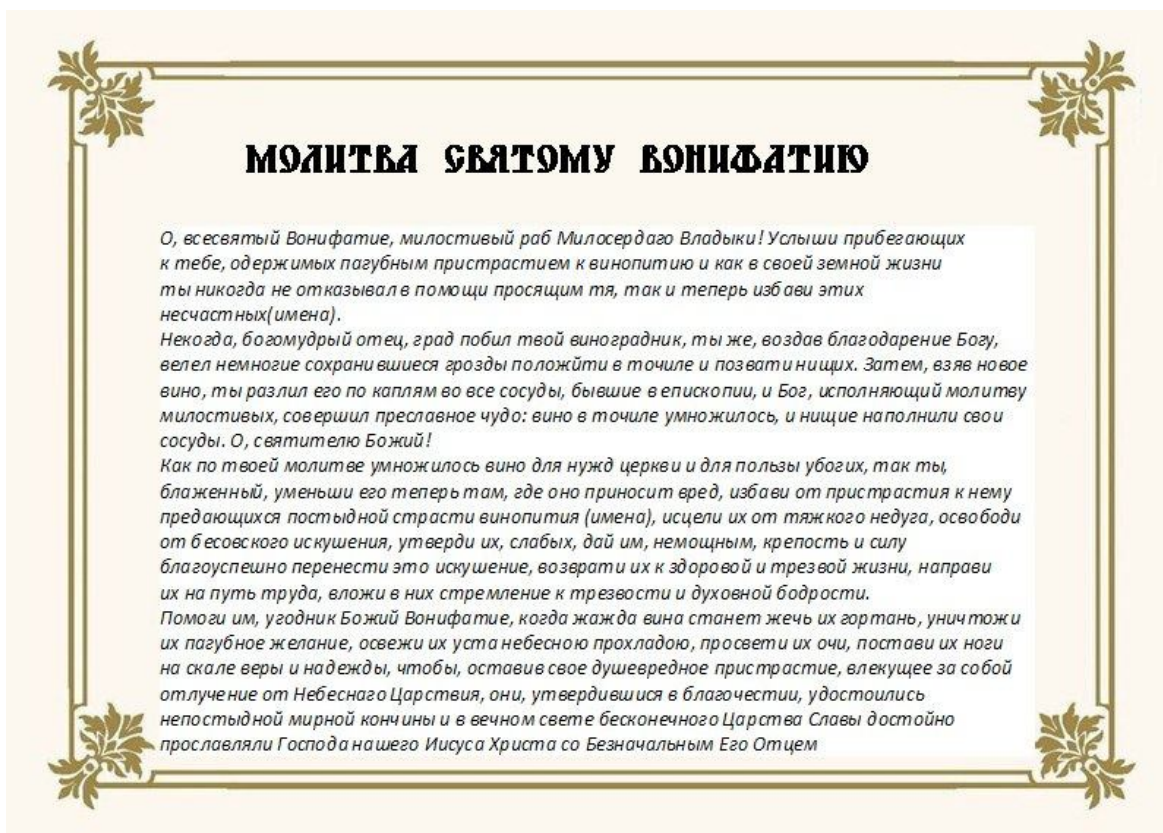 МОЛИТВА СВЯТОМУ ВОНИФАТИЮ
О, всесвятый Вонифатие, милостивый раб Милосердаго Владыки! Услыши прибегающих
к тебе, одержимых пагубным пристрастием к винопитию и как в своей земной жизни
ты никогда не отказывал в помощи просящим тя, так и теперь избави этих
несчастных(имена).
Некогда, богомудрый отец, град побил твой виноградник, ты же, воздав благодарение Богу,
велел немногие сохранившиеся грозды положйти в точиле и позвати нищих. Затем, взяв новое
вино, ты разлил его по каплям во все сосуды, бывшие в епископии, и Бог, исполняющий молитву
милостивых, совершил преславное чудо: вино в точиле умножилось, и нищие наполнили свои
сосуды. О, святителю Божий!
Как по твоей молитве умножилось вино для нужд церкви и для пользы убогих, так ты,
блаженный, уменьши его теперь там, где оно приносит вред, избави от пристрастия к нему
предающихся постыдной страсти винопития (имена), исцели их от тяжкого недуга, освободи
от бесовского искушения, утверди их, слабых, дай им, немощным, крепость и силу
благоуспешно перенести это искушение, возврати их к здоровой и трезвой жизни, направи
их на путь труда, вложи в них стремление к трезвости и духовной бодрости.
Помоги им, угодник Божий Вонифатие, когда жажда вина станет жечь их гортань, уничтожи
их пагубное желание, освежи их уста небесною прохладою, просвети их очи, постави их ноги
на скале веры и надежды, чтобы, оставив свое душевредное пристрастие, влекущее за собой
отлучение от Небеснаго Царствия, они, утвердившися в благочестии, удостоились
непостыдной мирной кончины и в вечном свете бесконечного Царства Славы достойно
прославляли Господа нашего Иисуса Христа со Безначальным Его Отцем